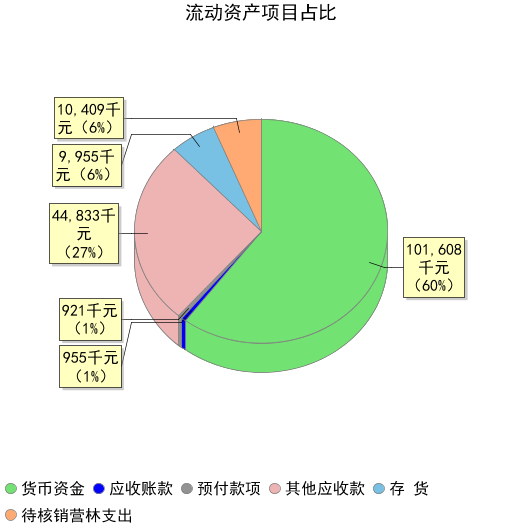 流动资产项目占比
10,409千
元（6%）
9,955千
元（6%）
44,833千
元
（27%）
101,608
千元
（60%）
921千元
（1%）
955千元
（1%）
货币资金 应收账款 预付款项 其他应收款 存 货
待核销营林支出